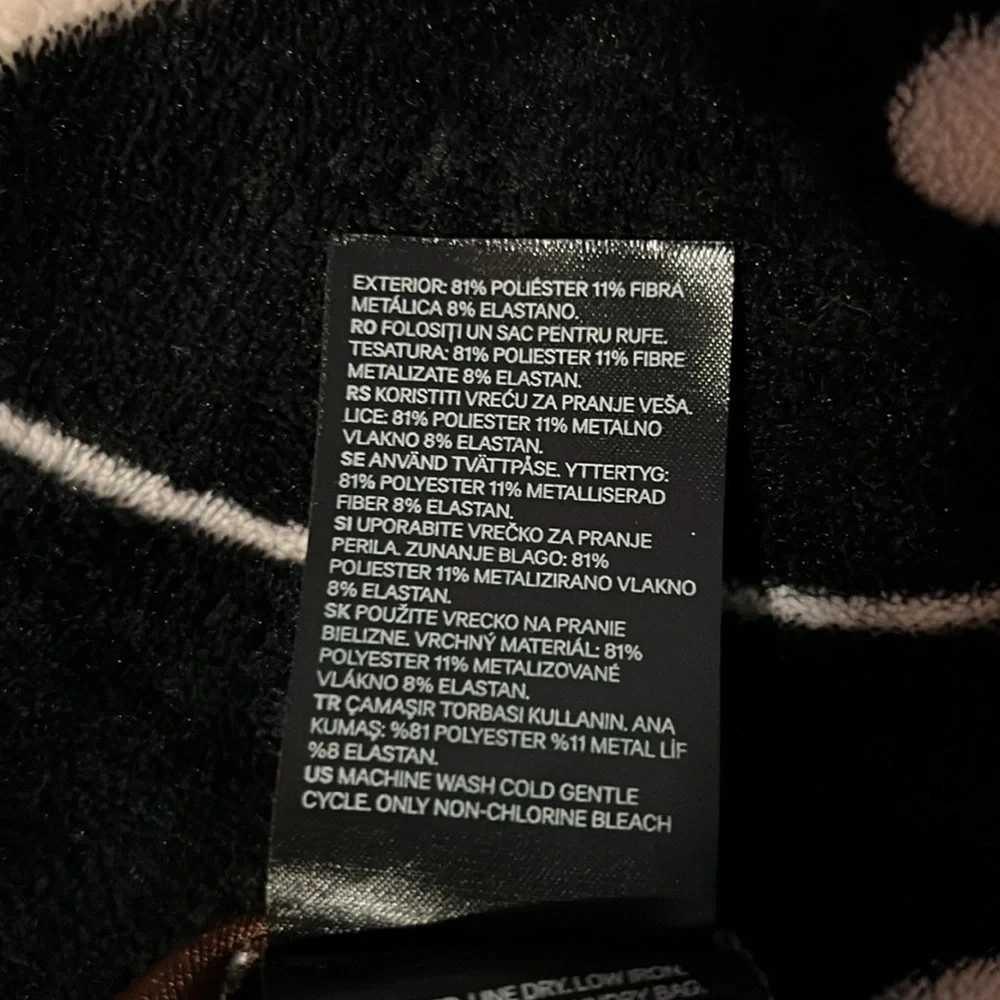 EXTERIOR: 81% POLIÉSTER 11% FIBRA
METÁLICA 8% ELASTANO.
RO FOLOSIȚI UN SAC PENTRU RUFE.
TESATURA: 81% POLIESTER 11% FIBRE
METALIZATE 8% ELASTAN.
RS KORISTITI VREĆU ZA PRANJE VEŠA.
LICE: 81% POLIESTER 11% METALNO
VLAKNO 8% ELASTAN.
SE ANVÄND TVÄTTPÅSE. YTTERTYG:
81% POLYESTER 11% METALLISERAD
FIBER 8% ELASTAN.
SI UPORABITE VREČKO ZA PRANJE
PERILA. ZUNANJE BLAGO: 81%
POLIESTER 11% METALIZIRANO VLAKNO
8% ELASTAN.
SK POUŽITE VRECKO NA PRANIE
BIELIZNE. VRCHNÝ MATERIÁL: 81%
POLYESTER 11% METALIZOVANÉ
VLÁKNO 8% ELASTAN.
TR ÇAMAŞIR TORBASI KULLANIN. ANA
KUMAŞ: %81 POLYESTER %11 METAL LİF
%8 ELASTAN.
US MACHINE WASH COLD GENTLE
CYCLE. ONLY NON-CHLORINE BLEACH
LINE DRY. LOW IRON.
BAG.